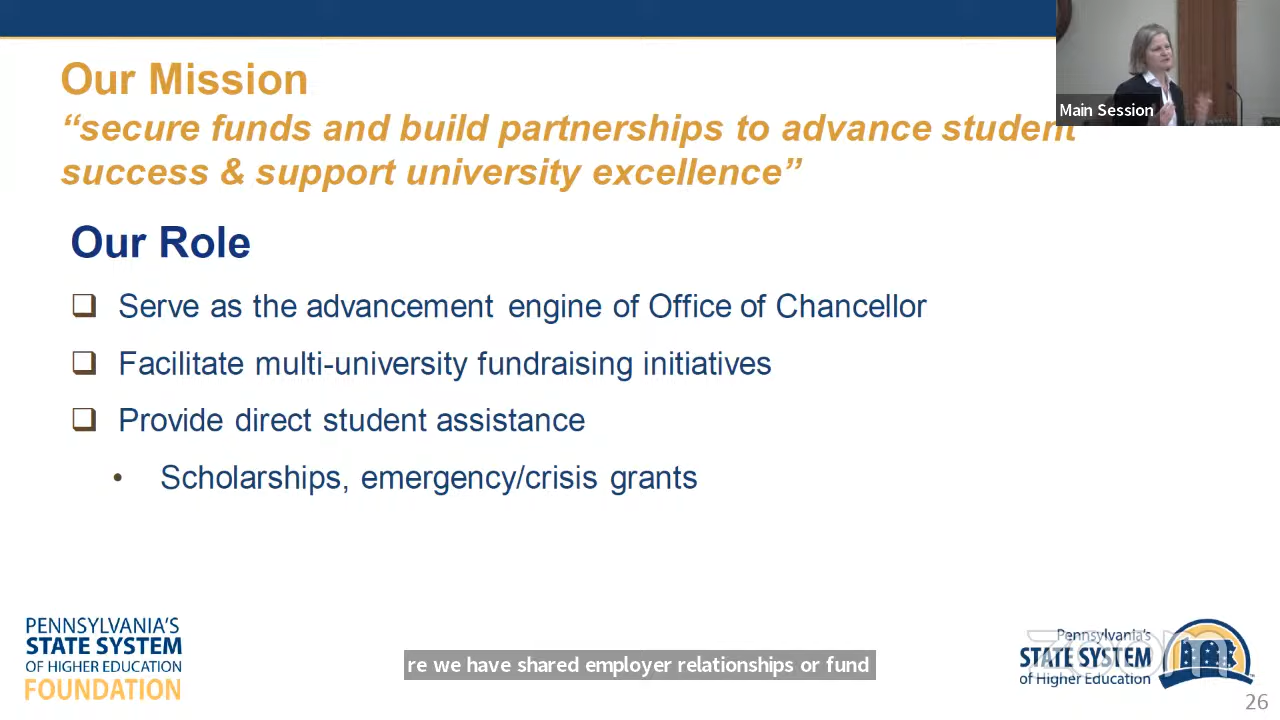 Our Mission
“secure funds and build partnerships to advance student
success & support university excellence”
Main Session
Our Role
Serve as the advancement engine of Office of Chancellor
Facilitate multi-university fundraising initiatives
Provide direct student assistance
• Scholarships, emergency/crisis grants
PENNSYLVANIA’S
STATE SYSTEM
OF HIGHER EDUCATION
FOUNDATION
re we have shared employer relationships or fund
Pennsylvania’s
STATE SYSTEM
of Higher Education
zoom
26